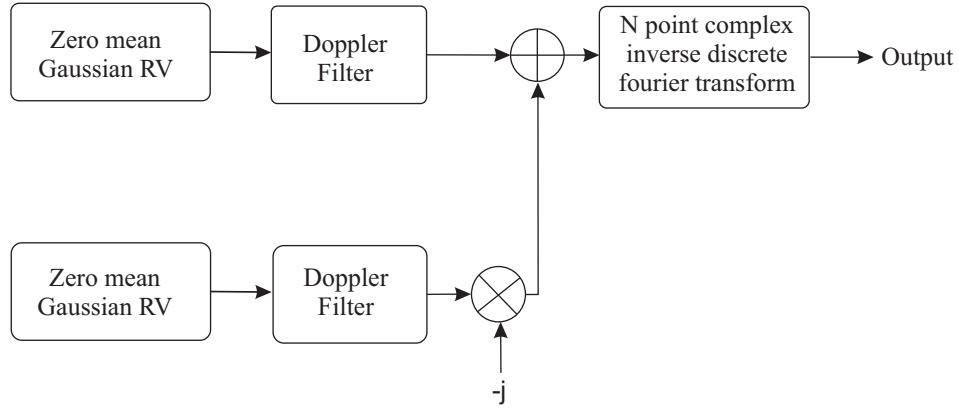 Zero mean
Gaussian RV
Doppler
Filter
N point complex
inverse discrete
fourier transform
Output
Zero mean
Gaussian RV
Doppler
Filter
-j